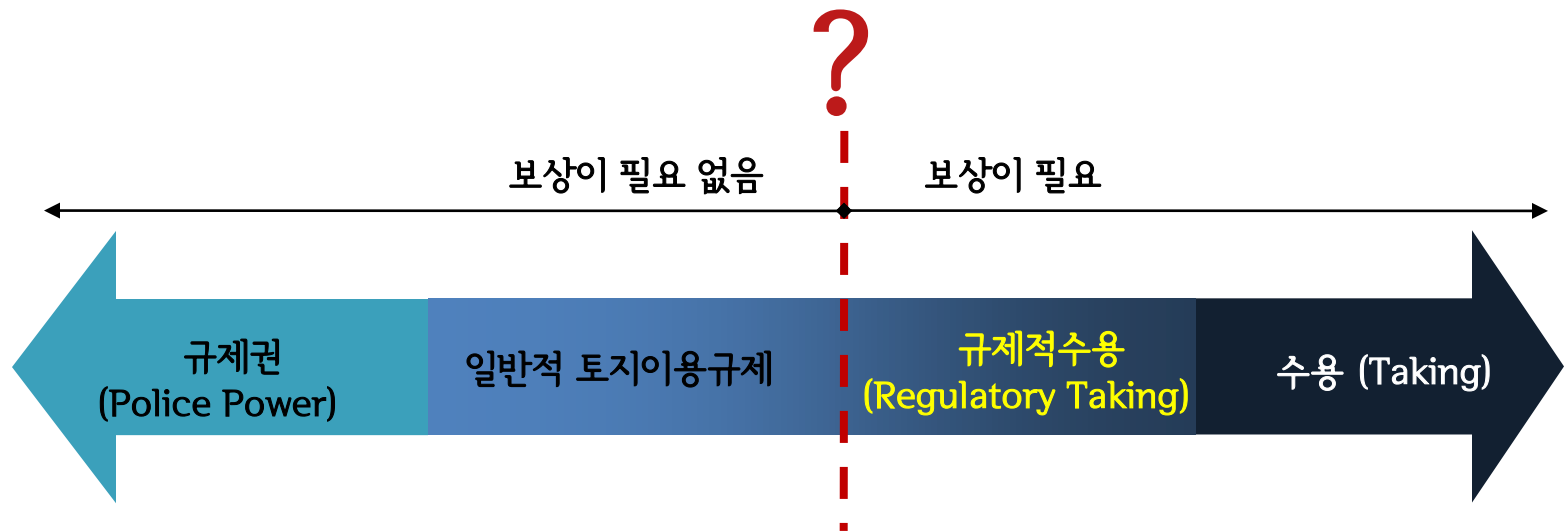 ?
보상이 필요 없음
보상이 필요
규제권
(Police Power)
일반적 토지이용규제
규제적수용
(Regulatory Taking)
수용 (Taking)